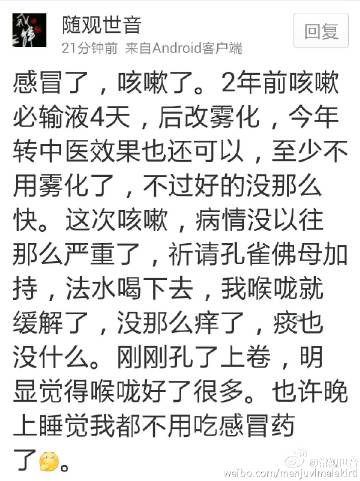 随观世音
21分钟前 来自Android客户端
回复
感冒了，咳嗽了。2年前咳嗽
必输液4天，后改雾化，今年
转中医效果也还可以，至少不
用雾化了，不过好的没那么
快。这次咳嗽，病情没以往
那么严重了，祈请孔雀佛母加
持，法水喝下去，我喉咙就
缓解了，没那么痒了，痰也
没什么。刚刚孔了上卷，明
显觉得喉咙好了很多。也许晚
上睡觉我都不用吃感冒药
了。
weibo.com/manjuvimalakirti